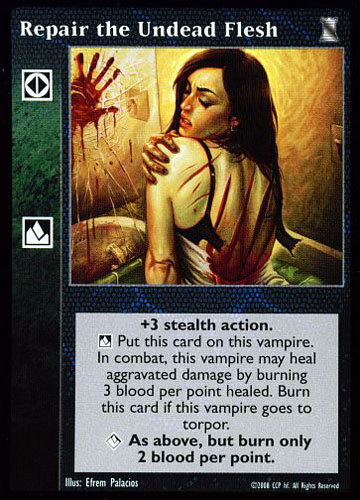 Repair the Undead Flesh
+3 stealth action.
Put this card on this vampire.
In combat, this vampire may heal
aggravated damage by burning
3 blood per point healed. Burn
this card if this vampire goes to
torpor.
As above, but burn only
2 blood per point.
Illus: Efrem Palacios
©2006 CCP hf. All Rights Reserved